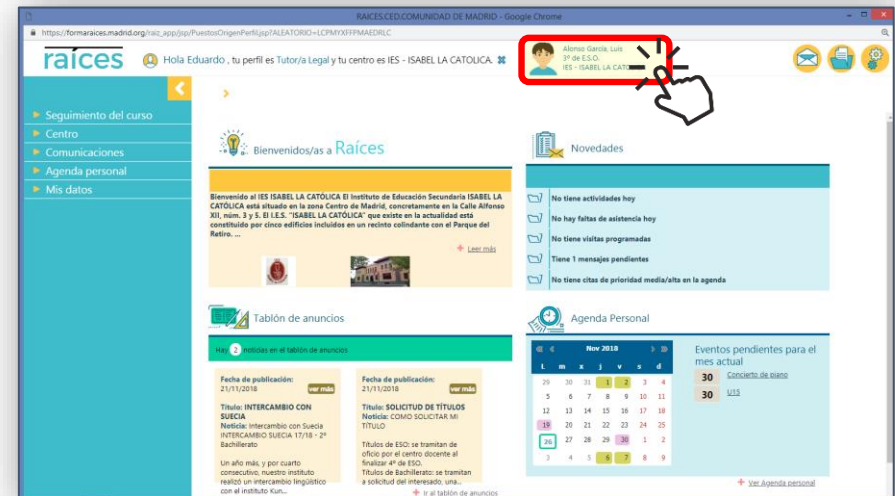 RAICES.CED.COMUNIDAD DE MADRID - Google Chrome
https://formaraices.madrid.org/raiz_app/jsp/PuestosOrigenPerfil.jsp?ALEATORIO=LCPMYXFFPMAEDRLC
raíces
Hola Eduardo , tu perfil es Tutor/a Legal y tu centro es IES - ISABEL LA CATOLICA.
Alonso García, Luis
3º de E.S.O.
IES - ISABEL LA
Seguimiento del curso
Centro
Comunicaciones
Agenda personal
Mis datos
Bienvenidos/as a Raíces
Bienvenido al IES ISABEL LA CATÓLICA El Instituto de Educación Secundaria ISABEL LA
CATÓLICA está situado en la zona Centro de Madrid, concretamente en la Calle Alfonso
XII, núm. 3 y 5. El I.E.S. "ISABEL LA CATÓLICA" que existe en la actualidad está
constituido por cinco edificios incluidos en un recinto colindante con el Parque del
Retiro. ...
Leer más
Novedades
No tiene actividades hoy
No hay faltas de asistencia hoy
No tiene visitas programadas
Tiene 1 mensajes pendientes
No tiene citas de prioridad media/alta en la agenda
Tablón de anuncios
Hay 2 noticias en el tablón de anuncios
Fecha de publicación:
21/11/2018
ver más
Título: INTERCAMBIO CON
SUECIA
Noticia: Intercambio con Suecia
INTERCAMBIO SUECIA 17/18 - 2º
Bachillerato
Un año más, y por cuarto
consecutivo, nuestro instituto
realizó un intercambio lingüístico
con el instituto Kun...
Fecha de publicación:
21/11/2018
ver más
Título: SOLICITUD DE TÍTULOS
Noticia: COMO SOLICITAR MI
TÍTULO
Títulos de ESO: se tramitan de
oficio por el centro docente al
finalizar 4º de ESO.
Títulos de Bachillerato: se tramitan
a solicitud del interesado, una...
Ir al tablón de anuncios
Agenda Personal
Nov 2018
L m x j v s d
29 30 31 1 2 3 4
5 6 7 8 9 10 11
12 13 14 15 16 17 18
19 20 21 22 23 24 25
26 27 28 29 30 1 2
3 4 5 6 7 8 9
Eventos pendientes para el
mes actual
30 Concierto de piano
30 U15
Ver Agenda personal